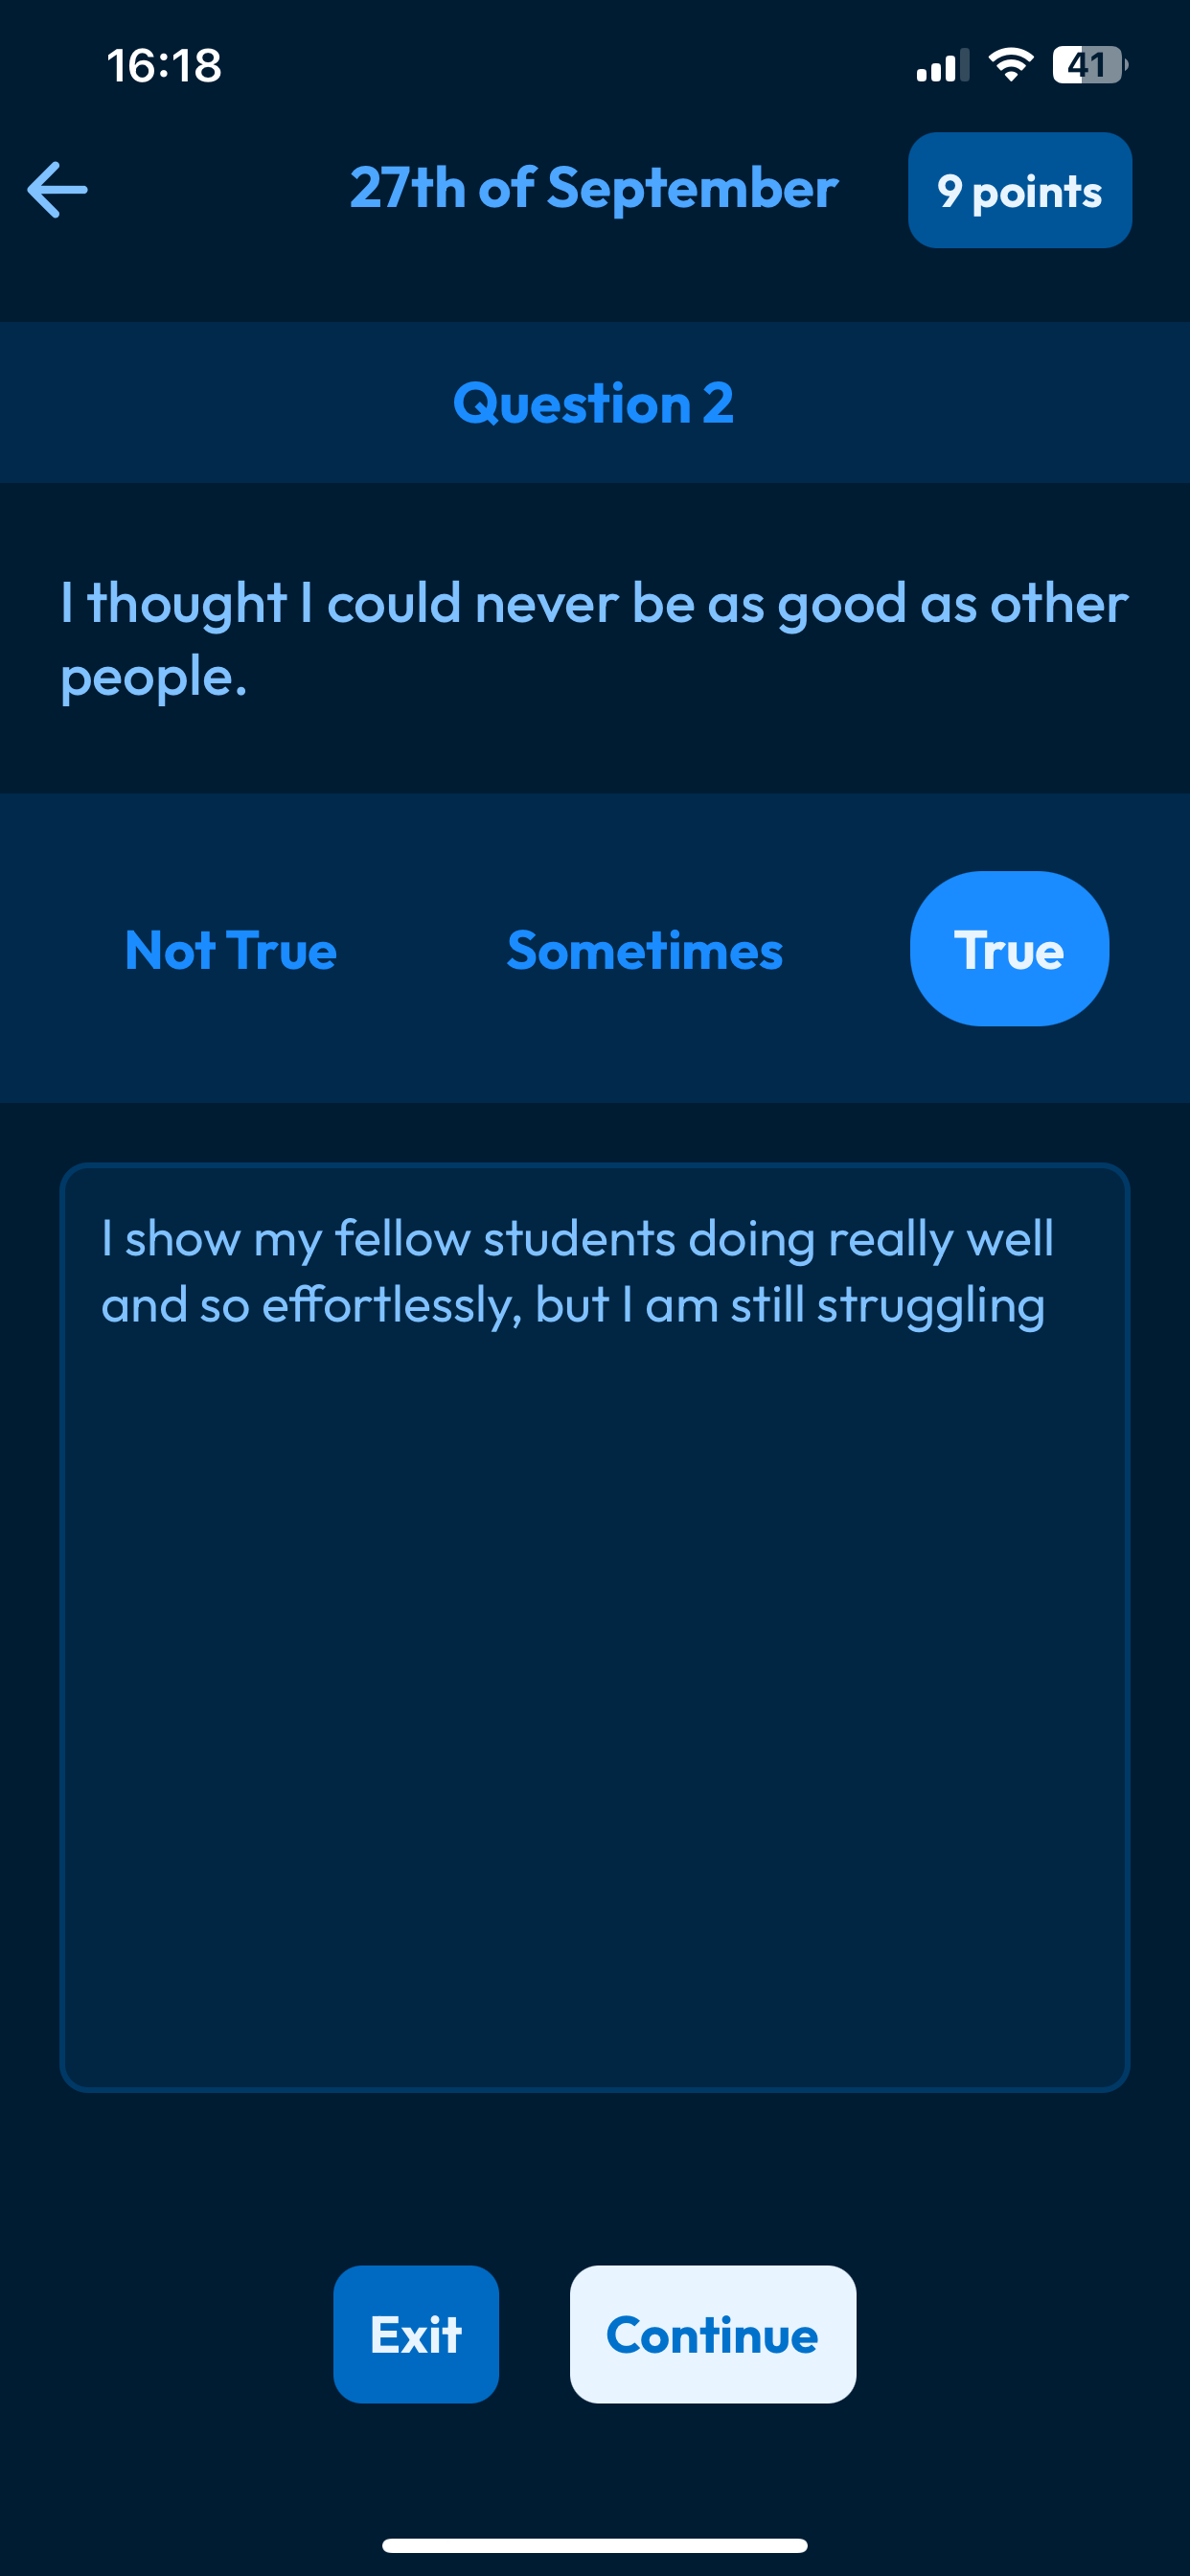 16:18
41
27th of September
9 points
Question 2
I thought I could never be as good as other
people.
Not True
Sometimes
True
I show my fellow students doing really well
and so effortlessly, but I am still struggling
Exit
Continue